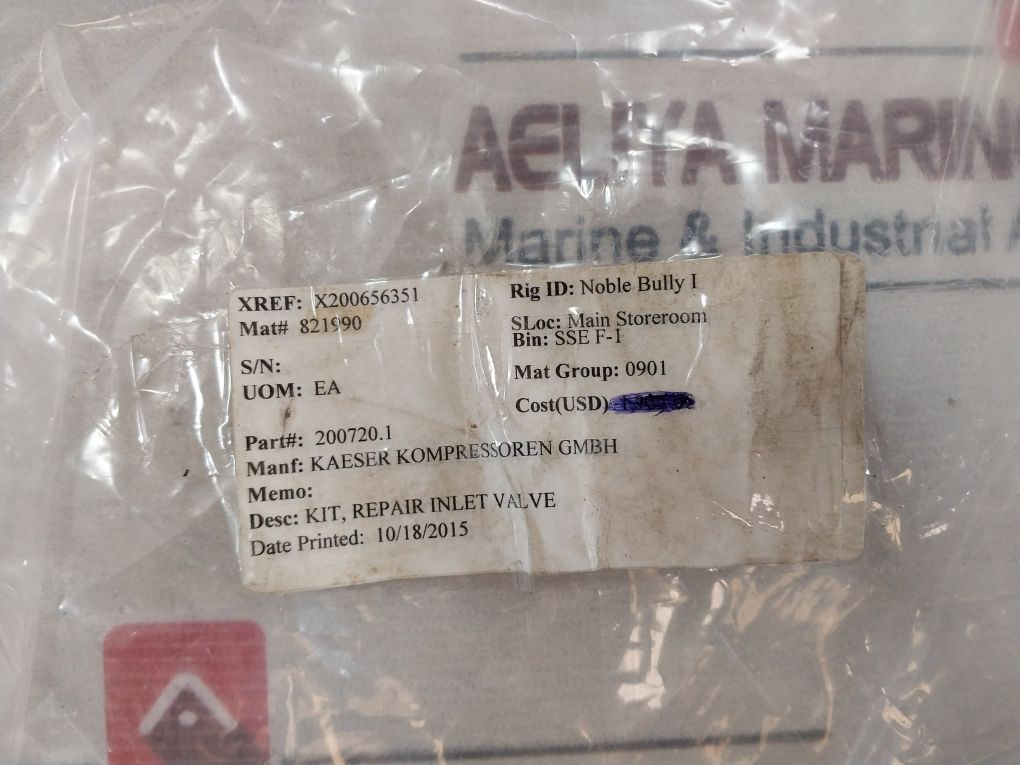 AELIYA MARIN
Marine & Industrial A
XREF: X200656351
Mat# 821990
S/N:
UOM: EA
Part#: 200720.1
Manf: KAESER KOMPRESSOREN GMBH
Memo:
Desc: KIT, REPAIR INLET VALVE
Date Printed: 10/18/2015
Rig ID: Noble Bully I
SLoc: Main Storeroom
Bin: SSE F-1
Mat Group: 0901
Cost(USD)